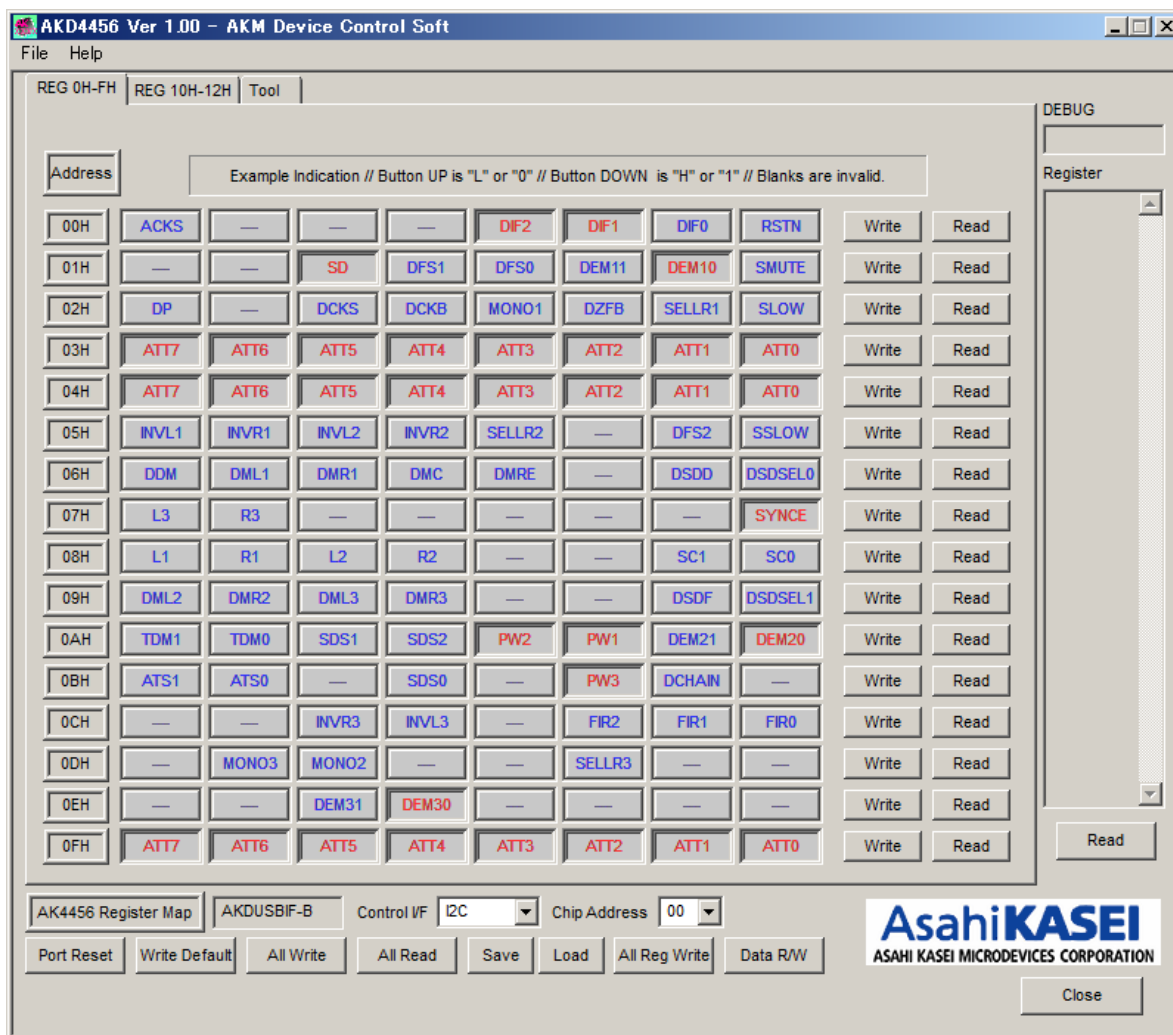 AKD4456 Ver 1.00 - AKM Device Control Soft
File Help
REG 0H-FH REG 10H-12H Tool
DEBUG
Address Example Indication // Button UP is "L" or "0" // Button DOWN is "H" or "1" // Blanks are invalid. Register
00H ACKS — — — DIF2 DIF1 DIF0 RSTN Write Read
01H — — SD DFS1 DFS0 DEM11 DEM10 SMUTE Write Read
02H DP — DCKS DCKB MONO1 DZFB SELLR1 SLOW Write Read
03H ATT7 ATT6 ATT5 ATT4 ATT3 ATT2 ATT1 ATT0 Write Read
04H ATT7 ATT6 ATT5 ATT4 ATT3 ATT2 ATT1 ATT0 Write Read
05H INVL1 INVR1 INVL2 INVR2 SELLR2 — DFS2 SSLOW Write Read
06H DDM DML1 DMR1 DMC DMRE — DSDD DSDSEL0 Write Read
07H L3 R3 — — — — — SYNCE Write Read
08H L1 R1 L2 R2 — — SC1 SC0 Write Read
09H DML2 DMR2 DML3 DMR3 — — DSDF DSDSEL1 Write Read
0AH TDM1 TDM0 SDS1 SDS2 PW2 PW1 DEM21 DEM20 Write Read
0BH ATS1 ATS0 — SDS0 — PW3 DCHAIN — Write Read
0CH — — INVR3 INVL3 — FIR2 FIR1 FIR0 Write Read
0DH — MONO3 MONO2 — — SELLR3 — — Write Read
0EH — — DEM31 DEM30 — — — — Write Read
0FH ATT7 ATT6 ATT5 ATT4 ATT3 ATT2 ATT1 ATT0 Write Read
Read
AK4456 Register Map AKDUSBIF-B Control I/F I2C Chip Address 00
Port Reset Write Default All Write All Read Save Load All Reg Write Data R/W
AsahiKASEI
ASAHI KASEI MICRODEVICES CORPORATION
Close